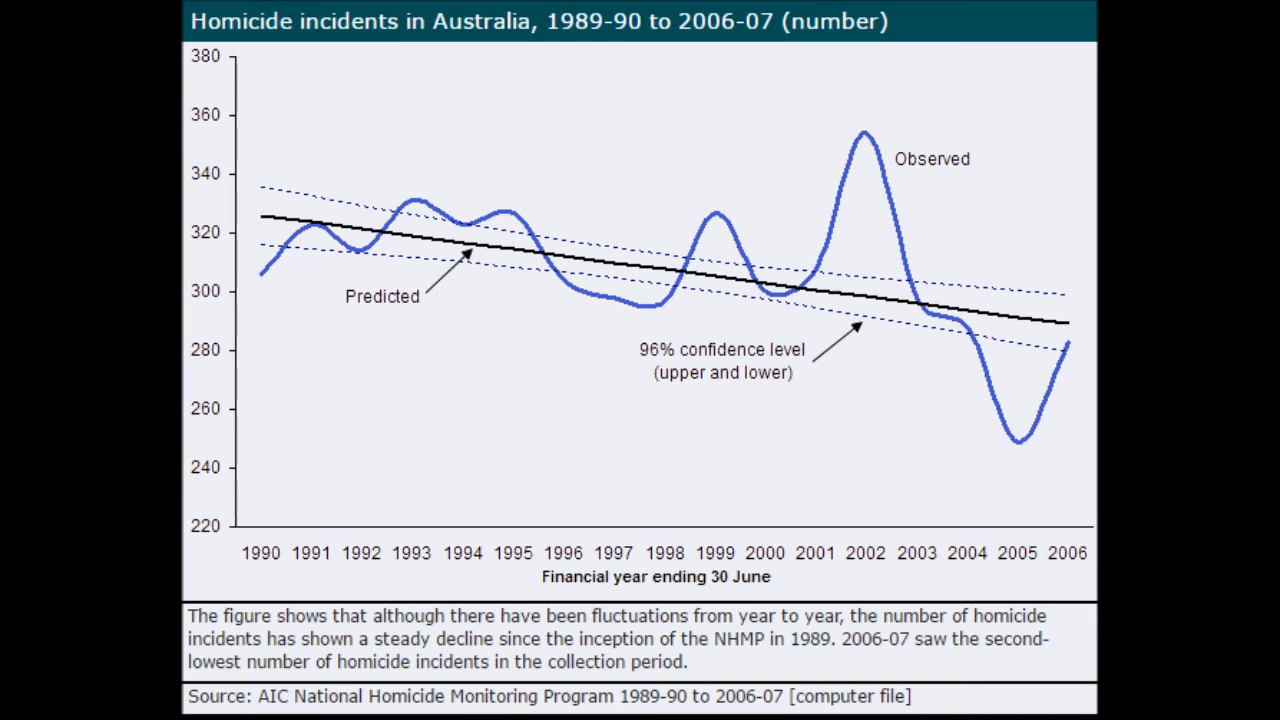 Homicide incidents in Australia, 1989-90 to 2006-07 (number)
380
360
340
320
300
280
260
240
220
Observed
Predicted
96% confidence level
(upper and lower)
1990 1991 1992 1993 1994 1995 1996 1997 1998 1999 2000 2001 2002 2003 2004 2005 2006
Financial year ending 30 June
The figure shows that although there have been fluctuations from year to year, the number of homicide
incidents has shown a steady decline since the inception of the NHMP in 1989. 2006-07 saw the second-
lowest number of homicide incidents in the collection period.
Source: AIC National Homicide Monitoring Program 1989-90 to 2006-07 [computer file]